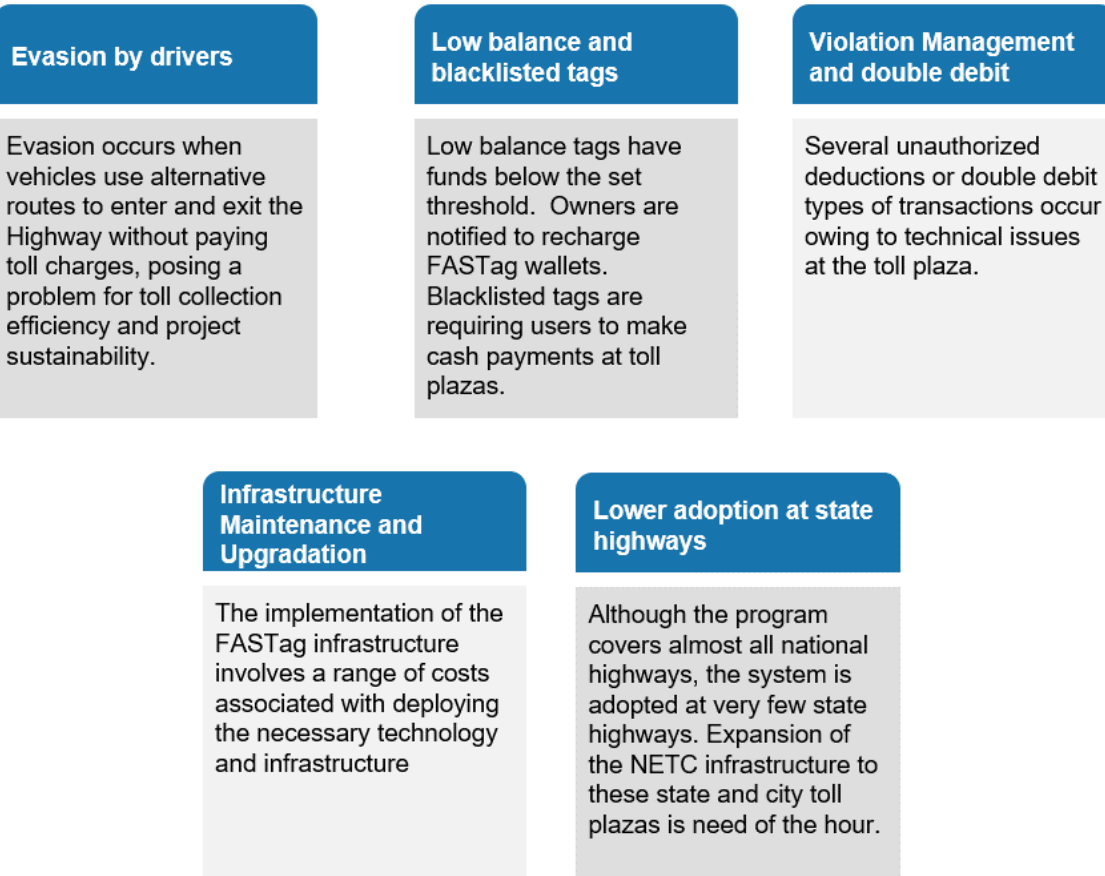 Evasion by drivers
Evasion occurs when
vehicles use alternative
routes to enter and exit the
Highway without paying
toll charges, posing a
problem for toll collection
efficiency and project
sustainability.
Low balance and
blacklisted tags
Low balance tags have
funds below the set
threshold.  Owners are
notified to recharge
FASTag wallets.
Blacklisted tags are
requiring users to make
cash payments at toll
plazas.
Violation Management
and double debit
Several unauthorized
deductions or double debit
types of transactions occur
owing to technical issues
at the toll plaza.
Infrastructure
Maintenance and
Upgradation
The implementation of the
FASTag infrastructure
involves a range of costs
associated with deploying
the necessary technology
and infrastructure
Lower adoption at state
highways
Although the program
covers almost all national
highways, the system is
adopted at very few state
highways. Expansion of
the NETC infrastructure to
these state and city toll
plazas is need of the hour.